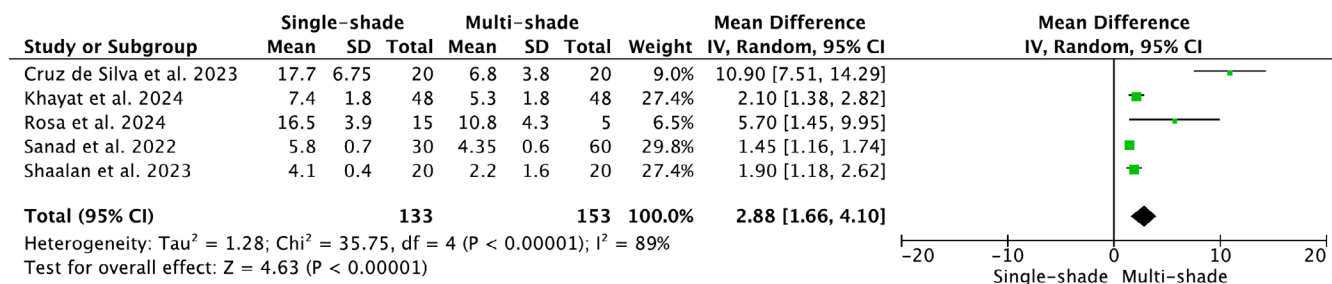 Single-shade Multi-shade Mean Difference Mean Difference
Study or Subgroup Mean SD Total Mean SD Total Weight IV, Random, 95% CI IV, Random, 95% CI
Cruz de Silva et al. 2023 17.7 6.75 20 6.8 3.8 20 9.0% 10.90 [7.51, 14.29]
Khayat et al. 2024 7.4 1.8 48 5.3 1.8 48 27.4% 2.10 [1.38, 2.82]
Rosa et al. 2024 16.5 3.9 15 10.8 4.3 5 6.5% 5.70 [1.45, 9.95]
Sanad et al. 2022 5.8 0.7 30 4.35 0.6 60 29.8% 1.45 [1.16, 1.74]
Shaalan et al. 2023 4.1 0.4 20 2.2 1.6 20 27.4% 1.90 [1.18, 2.62]
Total (95% CI) 133 153 100.0% 2.88 [1.66, 4.10]
Heterogeneity: Tau² = 1.28; Chi² = 35.75, df = 4 (P < 0.00001); I² = 89%
Test for overall effect: Z = 4.63 (P < 0.00001)
-20 -10 0 10 20
Single-shade Multi-shade